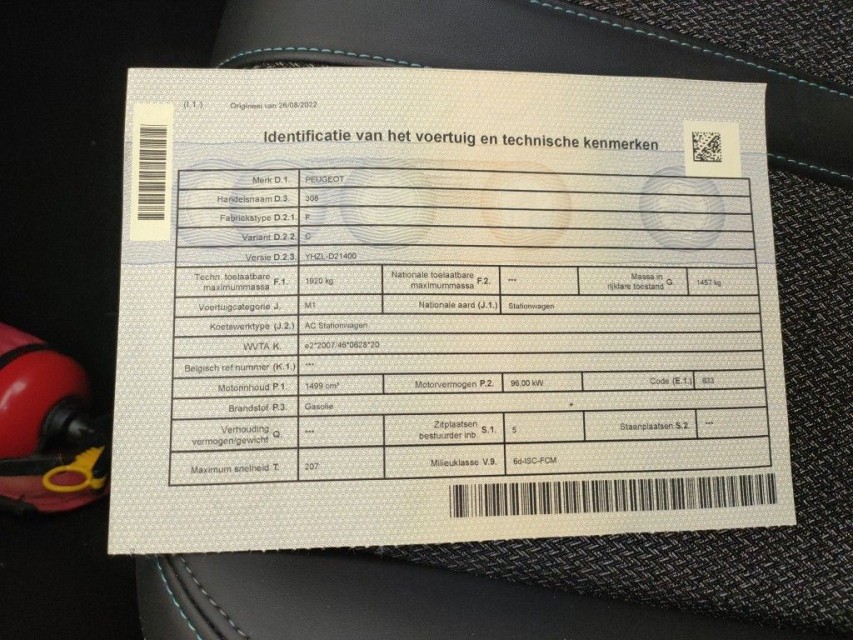 (I.1.) Origineel van 26/08/2022
Identificatie van het voertuig en technische kenmerken
Merk D.1. PEUGEOT
Handelsnaam D.3. 308
Fabriekstype D.2.1 F
Variant D.2.2. C
Versie D.2.3. YHZL-D21400
Techn. toelaatbare maximummassa F.1. 1920 kg Nationale toelaatbare maximummassa F.2. --- Massa in rijklare toestand G. 1457 kg
Voertuigcategorie J. M1 Nationale aard (J.1.) Stationwagen
Koetswerktype (J.2.) AC Stationwagen
WVTA K. e2*2007/46*0628*20
Belgisch ref nummer (K.1.) ---
Motorinhoud P.1. 1499 cm³ Motorvermogen P.2. 96,00 kW Code (E.1.) 833
Brandstof P.3. Gasolie
Verhouding vermogen/gewicht Q. --- Zitplaatsen bestuurder inb S.1. 5 Staanplaatsen S.2. ---
Maximum snelheid T. 207 Milieuklasse V.9. 6d-ISC-FCM